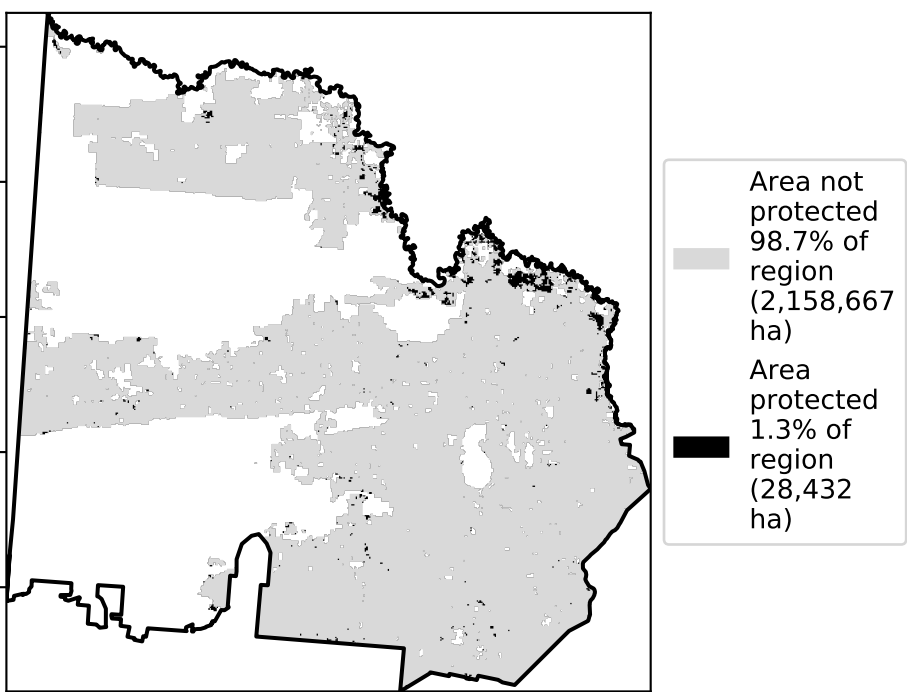 Area not
protected
98.7% of
region
(2,158,667
ha)
Area
protected
1.3% of
region
(28,432
ha)